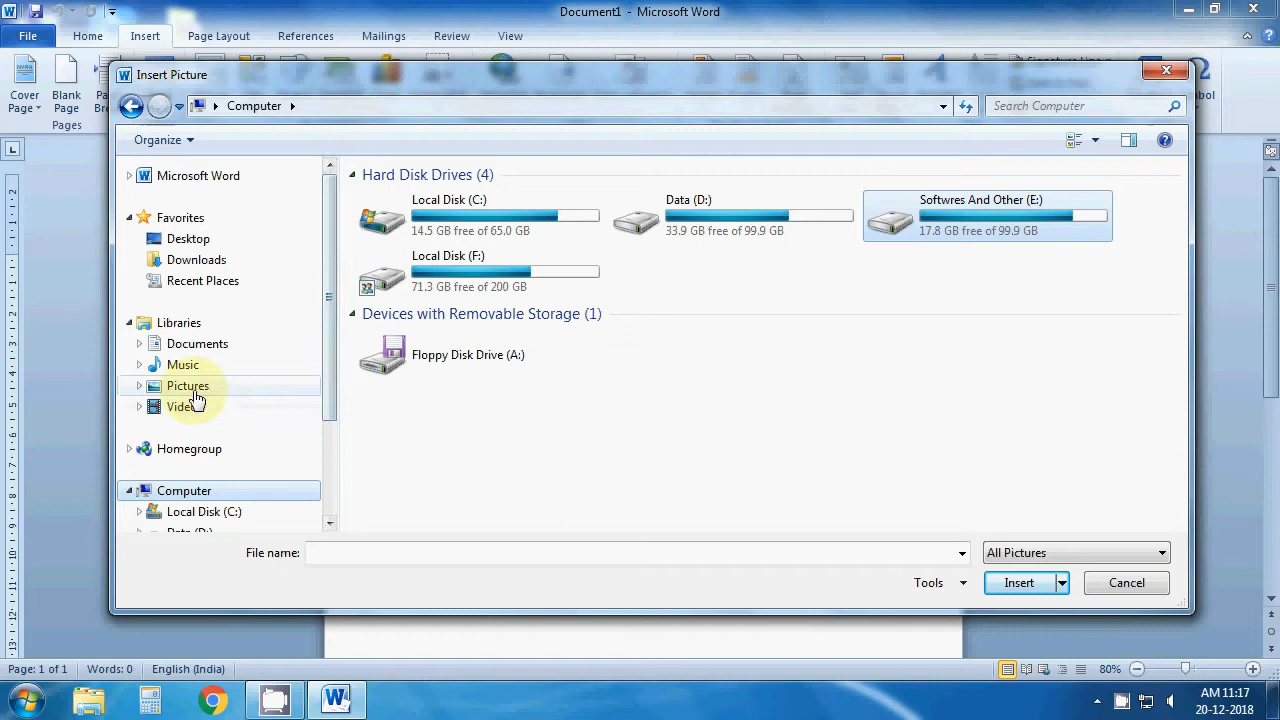 Document1 - Microsoft Word
File Home Insert Page Layout References Mailings Review View
Cover Page
Blank Page
Pages
Insert Picture
Computer
Search Computer
Organize
Microsoft Word
Favorites
Desktop
Downloads
Recent Places
Libraries
Documents
Music
Pictures
Homegroup
Computer
Local Disk (C:)
Data (D:)
Hard Disk Drives (4)
Local Disk (C:)
14.5 GB free of 65.0 GB
Data (D:)
33.9 GB free of 99.9 GB
Softwres And Other (E:)
17.8 GB free of 99.9 GB
Local Disk (F:)
71.3 GB free of 200 GB
Devices with Removable Storage (1)
Floppy Disk Drive (A:)
File name:
All Pictures
Tools
Insert
Cancel
Page: 1 of 1 Words: 0 English (India)
80%
AM 11:17
20-12-2018